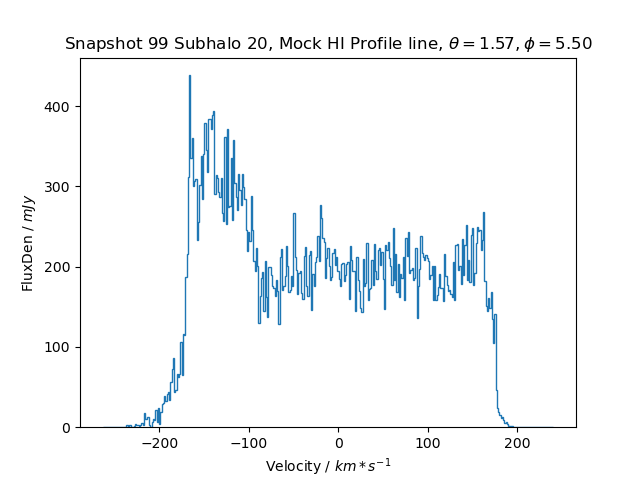 Snapshot 99 Subhalo 20, Mock HI Profile line, θ = 1.57, ϕ = 5.50
400
300
200
100
0
FluxDen / mJy
−200 −100 0 100 200
Velocity / km * s⁻¹